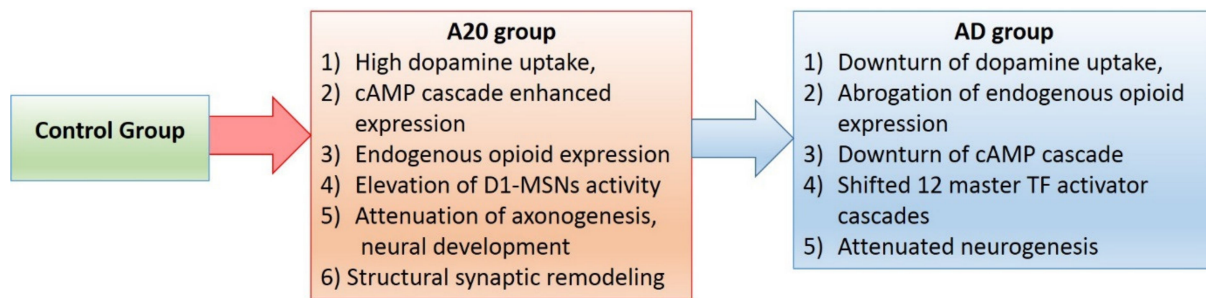 Control Group
A20 group
1) High dopamine uptake,
2) cAMP cascade enhanced
expression
3) Endogenous opioid expression
4) Elevation of D1-MSNs activity
5) Attenuation of axonogenesis,
neural development
6) Structural synaptic remodeling
AD group
1) Downturn of dopamine uptake,
2) Abrogation of endogenous opioid
expression
3) Downturn of cAMP cascade
4) Shifted 12 master TF activator
cascades
5) Attenuated neurogenesis